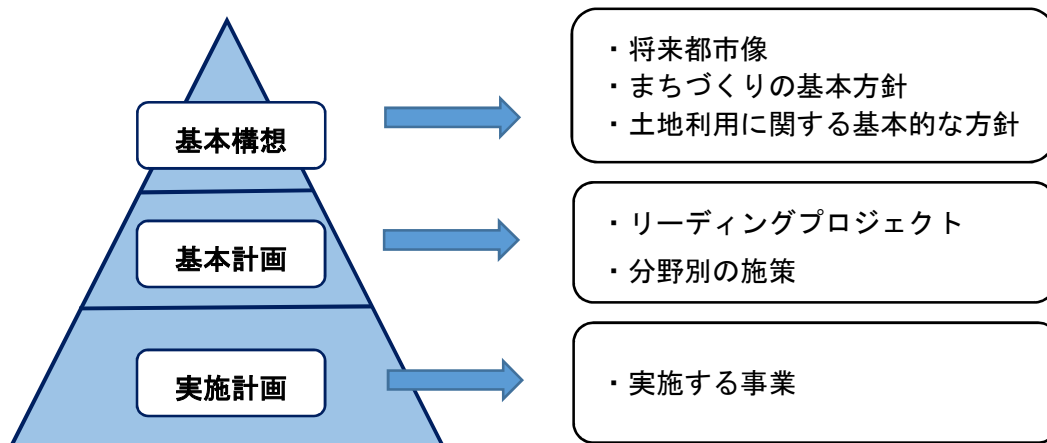 基本構想
・将来都市像
・まちづくりの基本方針
・土地利用に関する基本的な方針
基本計画
・リーディングプロジェクト
・分野別の施策
実施計画
・実施する事業